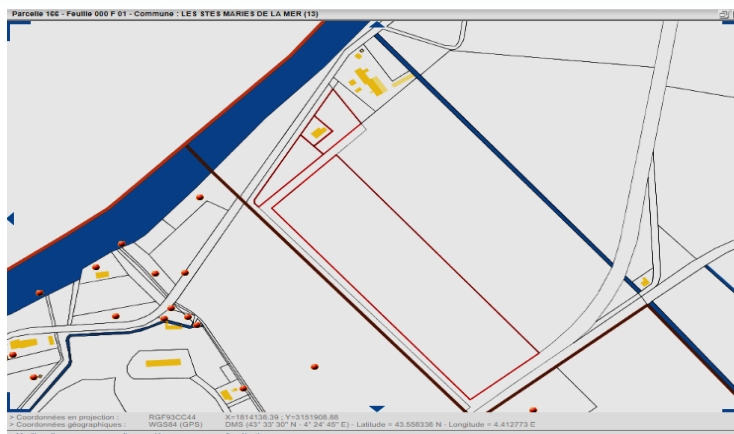 Parcelle 166 - Feuille 000 F 01 - Commune : LES STES MARIES DE LA MER (13)
> Coordonnées en projection : RGF93CC44 X=1814136.39 ; Y=3151908.86
> Coordonnées géographiques : WGS84 (GPS) DMS (43° 33' 30" N - 4° 24' 45" E) - Latitude = 43.558336 N - Longitude = 4.412773 E